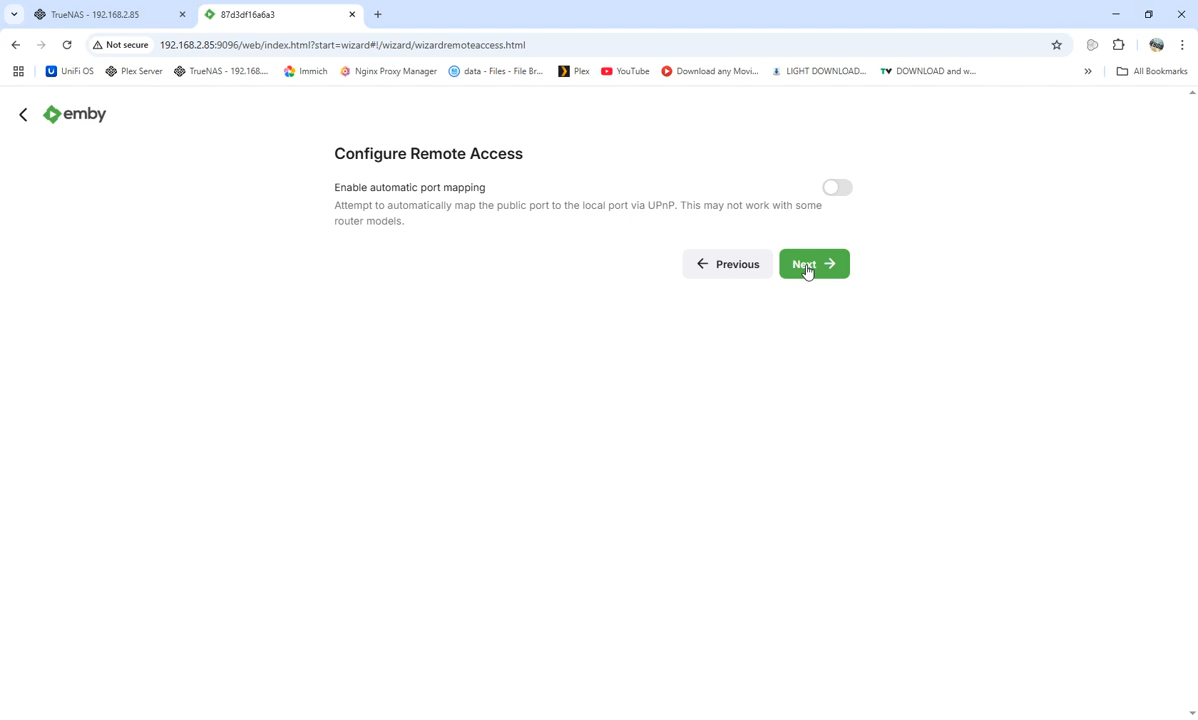 TrueNAS - 192.168.2.85
87d3df16a6a3
Not secure
192.168.2.85:9096/web/index.html?start=wizard#!/wizard/wizardremoteaccess.html
UniFi OS
Plex Server
TrueNAS - 192.168....
Immich
Nginx Proxy Manager
data - Files - File Br...
Plex
YouTube
Download any Movi...
LIGHT DOWNLOAD...
DOWNLOAD and w...
»
All Bookmarks
emby
Configure Remote Access
Enable automatic port mapping
Attempt to automatically map the public port to the local port via UPnP. This may not work with some
router models.
Previous
Next